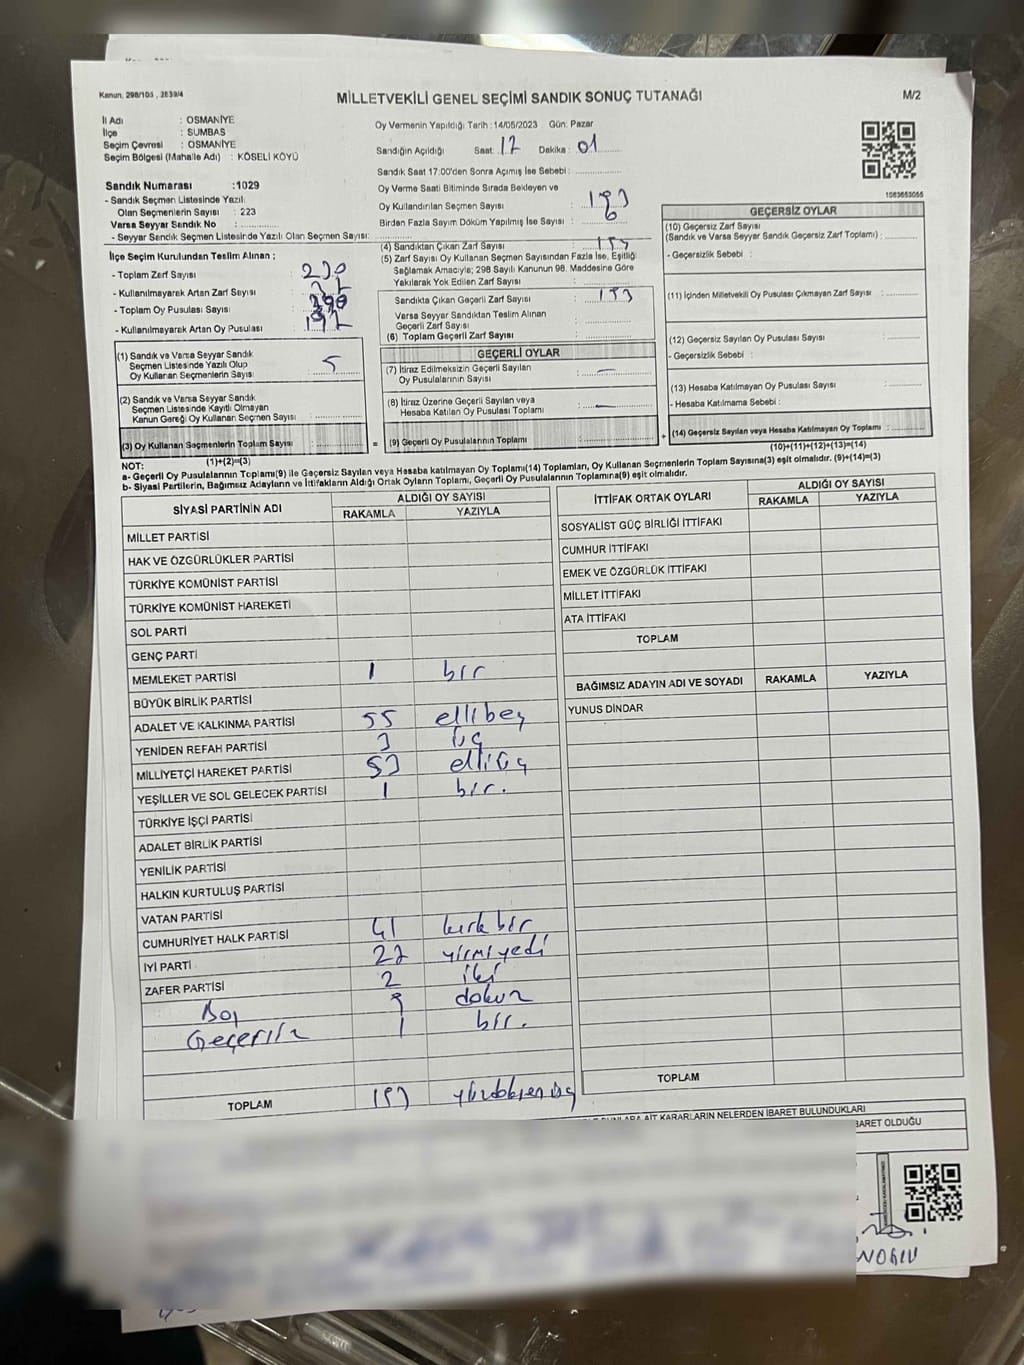 Kanun, 298/105 , 2839/4
MİLLETVEKİLİ GENEL SEÇİMİ SANDIK SONUÇ TUTANAĞI
M/2
İl Adı : OSMANİYE
İlçe : SUMBAS
Seçim Çevresi : OSMANİYE
Seçim Bölgesi (Mahalle Adı) : KÖSELİ KÖYÜ
Sandık Numarası :1029
- Sandık Seçmen Listesinde Yazılı
Olan Seçmenlerin Sayısı : 223
Varsa Seyyar Sandık No :
- Seyyar Sandık Seçmen Listesinde Yazılı Olan Seçmen Sayısı:
Oy Vermenin Yapıldığı Tarih :14/05/2023 Gün: Pazar
Sandığın Açıldığı Saat: 17 Dakika : 01
Sandık Saat 17:00'den Sonra Açımış İse Sebebi :
Oy Verme Saati Bitiminde Sırada Bekleyen ve
Oy Kullandırılan Seçmen Sayısı : 193
Birden Fazla Sayım Döküm Yapılmış İse Sayısı : 6
1083653055
İlçe Seçim Kurulundan Teslim Alınan ;
- Toplam Zarf Sayısı : 230
- Kullanılmayarak Artan Zarf Sayısı :
- Toplam Oy Pusulası Sayısı :
- Kullanılmayarak Artan Oy Pusulası :
(1) Sandık ve Varsa Seyyar Sandık
Seçmen Listesinde Yazılı Olup
Oy Kullanan Seçmenlerin Sayısı : 5
(2) Sandık ve Varsa Seyyar Sandık
Seçmen Listesinde Kayıtlı Olmayan
Kanun Gereği Oy Kullanan Seçmen Sayısı :
(3) Oy Kullanan Seçmenlerin Toplam Sayısı :
(1)+(2)=(3)
(4) Sandıktan Çıkan Zarf Sayısı :
(5) Zarf Sayısı Oy Kullanan Seçmen Sayısından Fazla İse, Eşitliği
Sağlamak Amacıyla; 298 Sayılı Kanunun 98. Maddesine Göre
Yakılarak Yok Edilen Zarf Sayısı :
Sandıkta Çıkan Geçerli Zarf Sayısı : 193
Varsa Seyyar Sandıktan Teslim Alınan
Geçerli Zarf Sayısı :
(6) Toplam Geçerli Zarf Sayısı :
GEÇERLİ OYLAR
(7) İtiraz Edilmeksizin Geçerli Sayılan
Oy Pusulalarının Sayısı : —
(8) İtiraz Üzerine Geçerli Sayılan veya
Hesaba Katılan Oy Pusulası Toplamı : —
= (9) Geçerli Oy Pusulalarının Toplamı : +
GEÇERSİZ OYLAR
(10) Geçersiz Zarf Sayısı
(Sandık ve Varsa Seyyar Sandık Geçersiz Zarf Toplamı) :
- Geçersizlik Sebebi :
(11) İçinden Milletvekili Oy Pusulası Çıkmayan Zarf Sayısı :
(12) Geçersiz Sayılan Oy Pusulası Sayısı :
- Geçersizlik Sebebi :
(13) Hesaba Katılmayan Oy Pusulası Sayısı :
- Hesaba Katılmama Sebebi :
(14) Geçersiz Sayılan veya Hesaba Katılmayan Oy Toplamı :
(10)+(11)+(12)+(13)=(14)
NOT:
a- Geçerli Oy Pusulalarının Toplamı(9) ile Geçersiz Sayılan veya Hesaba katılmayan Oy Toplamı(14) Toplamları, Oy Kullanan Seçmenlerin Toplam Sayısına(3) eşit olmalıdır. (9)+(14)=(3)
b- Siyasi Partilerin, Bağımsız Adayların ve İttifakların Aldığı Ortak Oyların Toplamı, Geçerli Oy Pusulalarının Toplamına(9) eşit olmalıdır.
SİYASİ PARTİNİN ADI ALDIĞI OY SAYISI
RAKAMLA YAZIYLA
MİLLET PARTİSİ
HAK VE ÖZGÜRLÜKLER PARTİSİ
TÜRKİYE KOMÜNİST PARTİSİ
TÜRKİYE KOMÜNİST HAREKETİ
SOL PARTİ
GENÇ PARTİ
MEMLEKET PARTİSİ 1 bir
BÜYÜK BİRLİK PARTİSİ
ADALET VE KALKINMA PARTİSİ 55 ellibeş
YENİDEN REFAH PARTİSİ 3 üç
MİLLİYETÇİ HAREKET PARTİSİ 53 elliüç
YEŞİLLER VE SOL GELECEK PARTİSİ 1 bir.
TÜRKİYE İŞÇİ PARTİSİ
ADALET BİRLİK PARTİSİ
YENİLİK PARTİSİ
HALKIN KURTULUŞ PARTİSİ
VATAN PARTİSİ
CUMHURİYET HALK PARTİSİ 41 kırk bir
İYİ PARTİ 27 yirmi yedi
ZAFER PARTİSİ 2 iki
Boş 9 dokuz
Geçersiz 1 bir.
TOPLAM 193 yüzdoksan üç
İTTİFAK ORTAK OYLARI ALDIĞI OY SAYISI
RAKAMLA YAZIYLA
SOSYALİST GÜÇ BİRLİĞİ İTTİFAKI
CUMHUR İTTİFAKI
EMEK VE ÖZGÜRLÜK İTTİFAKI
MİLLET İTTİFAKI
ATA İTTİFAKI
TOPLAM
BAĞIMSIZ ADAYIN ADI VE SOYADI RAKAMLA YAZIYLA
YUNUS DİNDAR
TOPLAM
AİT KARARLARIN NELERDEN İBARET BULUNDUKLARI
BARET OLDUĞU